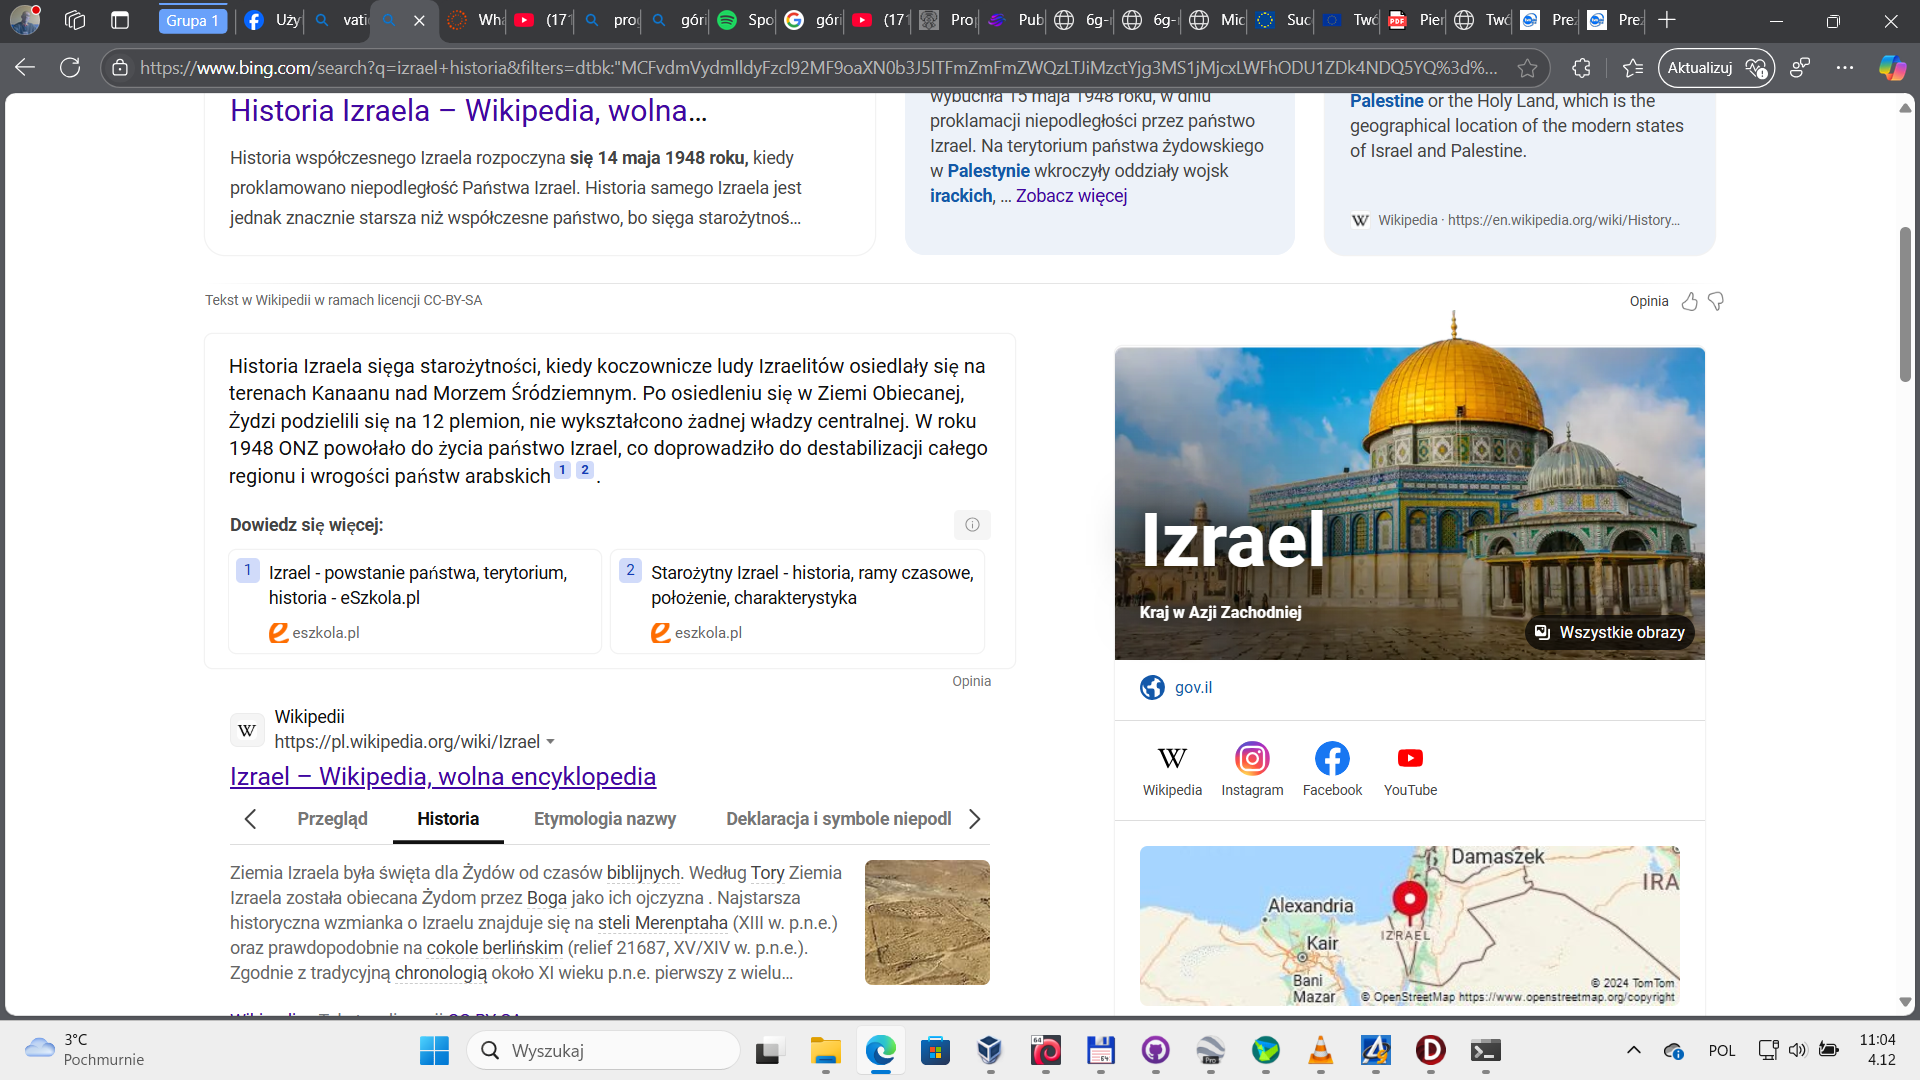 Grupa 1
Uży
vati
Wha
(171
prog
góri
Spo
góri
(171
Pro
Pub
6g-
6g-
Mic
Suc
Twó
Pier
Twó
Prez
Prez
https://www.bing.com/search?q=izrael+historia&filters=dtbk:"MCFvdmVydmlldyFzcl92MF9oaXN0b3J5ITFmZmFmZWQzLTJiMzctYjg3MS1jMjcxLWFhODU1ZDk4NDQ5YQ%3d%...
Aktualizuj
Historia Izraela – Wikipedia, wolna...
Historia współczesnego Izraela rozpoczyna się 14 maja 1948 roku, kiedy
proklamowano niepodległość Państwa Izrael. Historia samego Izraela jest
jednak znacznie starsza niż współczesne państwo, bo sięga starożytnoś...
wybuchła 15 maja 1948 roku, w dniu
proklamacji niepodległości przez państwo
Izrael. Na terytorium państwa żydowskiego
w Palestynie wkroczyły oddziały wojsk
irackich, ... Zobacz więcej
Palestine or the Holy Land, which is the
geographical location of the modern states
of Israel and Palestine.
Wikipedia · https://en.wikipedia.org/wiki/History...
Tekst w Wikipedii w ramach licencji CC-BY-SA
Opinia
Historia Izraela sięga starożytności, kiedy koczownicze ludy Izraelitów osiedlały się na
terenach Kanaanu nad Morzem Śródziemnym. Po osiedleniu się w Ziemi Obiecanej,
Żydzi podzielili się na 12 plemion, nie wykształcono żadnej władzy centralnej. W roku
1948 ONZ powołało do życia państwo Izrael, co doprowadziło do destabilizacji całego
regionu i wrogości państw arabskich 1 2 .
Dowiedz się więcej:
1 Izrael - powstanie państwa, terytorium,
historia - eSzkola.pl
eszkola.pl
2 Starożytny Izrael - historia, ramy czasowe,
położenie, charakterystyka
eszkola.pl
Opinia
Wikipedii
https://pl.wikipedia.org/wiki/Izrael
Izrael – Wikipedia, wolna encyklopedia
Przegląd Historia Etymologia nazwy Deklaracja i symbole niepodl
Ziemia Izraela była święta dla Żydów od czasów biblijnych. Według Tory Ziemia
Izraela została obiecana Żydom przez Boga jako ich ojczyzna . Najstarsza
historyczna wzmianka o Izraelu znajduje się na steli Merenptaha (XIII w. p.n.e.)
oraz prawdopodobnie na cokole berlińskim (relief 21687, XV/XIV w. p.n.e.).
Zgodnie z tradycyjną chronologią około XI wieku p.n.e. pierwszy z wielu...
Izrael
Kraj w Azji Zachodniej
Wszystkie obrazy
gov.il
Wikipedia Instagram Facebook YouTube
Damaszek
IRA
Alexandria
IZRAEL
Kair
Bani
Mazar
© 2024 TomTom
© OpenStreetMap https://www.openstreetmap.org/copyright
3°C
Pochmurnie
Wyszukaj
64
Pro
64
POL
11:04
4.12